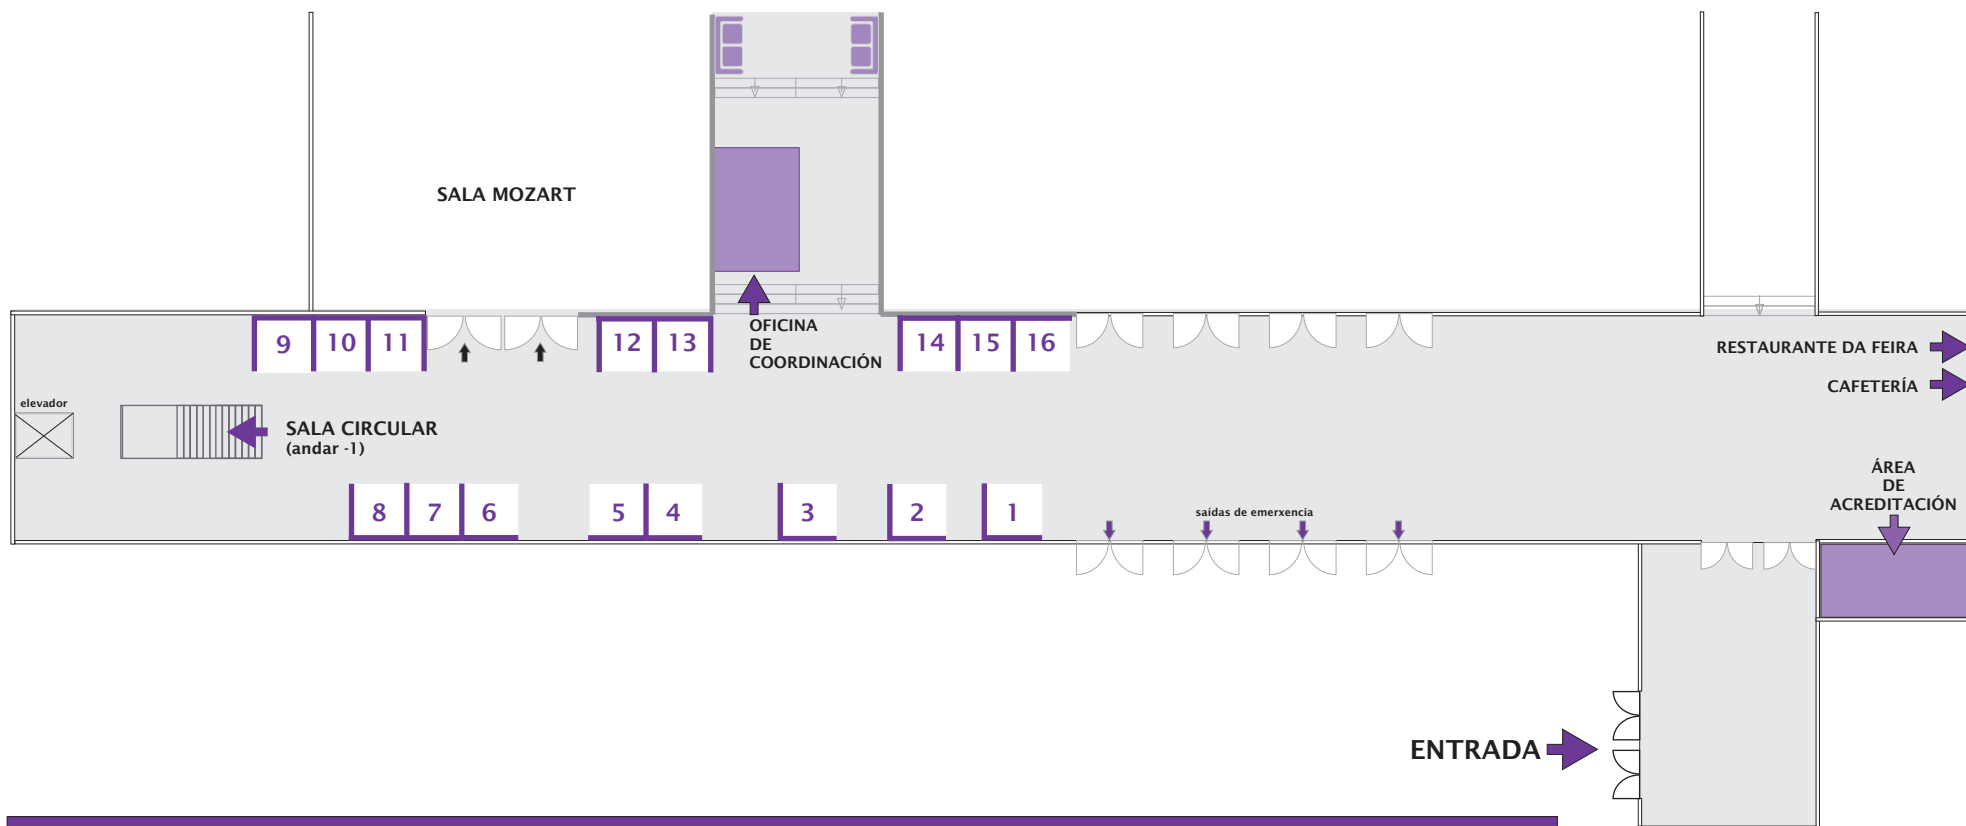 SALA MOZART
OFICINA
DE
COORDINACIÓN
9 10 11 12 13 14 15 16
RESTAURANTE DA FEIRA
CAFETERÍA
elevador
SALA CIRCULAR
(andar -1)
ÁREA
DE
ACREDITACIÓN
8 7 6 5 4 3 2 1
saídas de emerxencia
ENTRADA